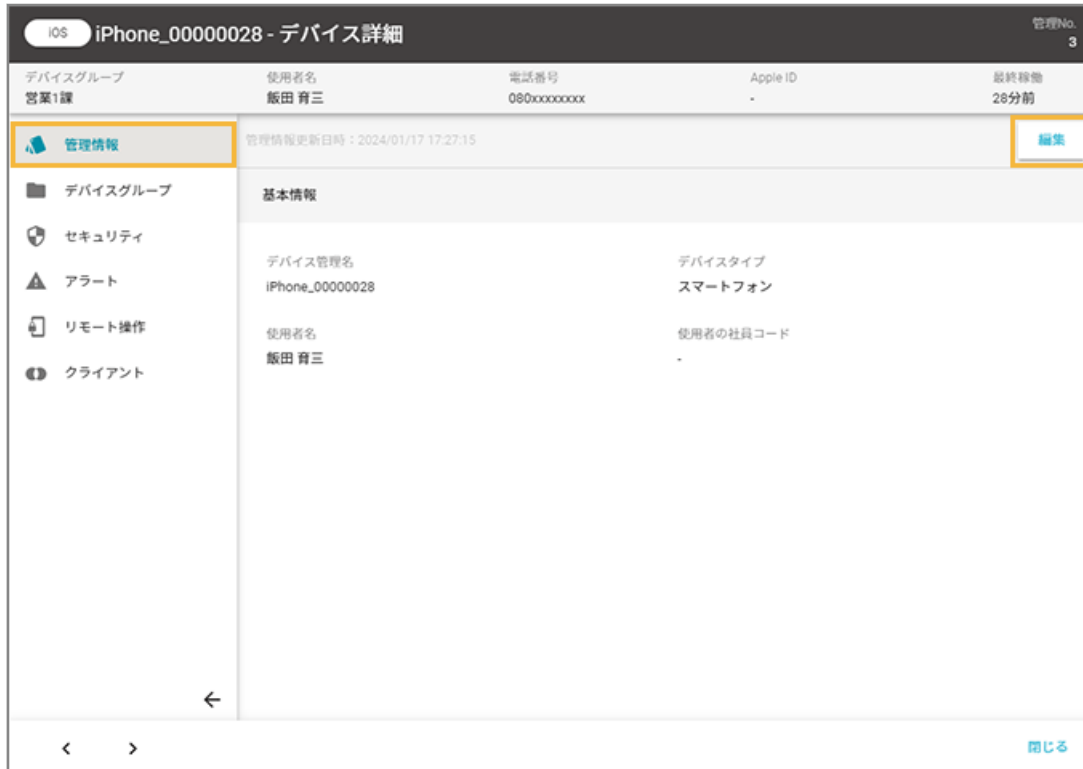 iOS iPhone_00000028 - デバイス詳細
管理No.
3
デバイスグループ 使用者名 電話番号 Apple ID 最終稼働
営業1課 飯田 育三 080xxxxxxxx - 28分前
管理情報
管理情報更新日時：2024/01/17 17:27:15
編集
デバイスグループ
セキュリティ
アラート
リモート操作
クライアント
基本情報
デバイス管理名 デバイスタイプ
iPhone_00000028 スマートフォン
使用者名 使用者の社員コード
飯田 育三 -
閉じる